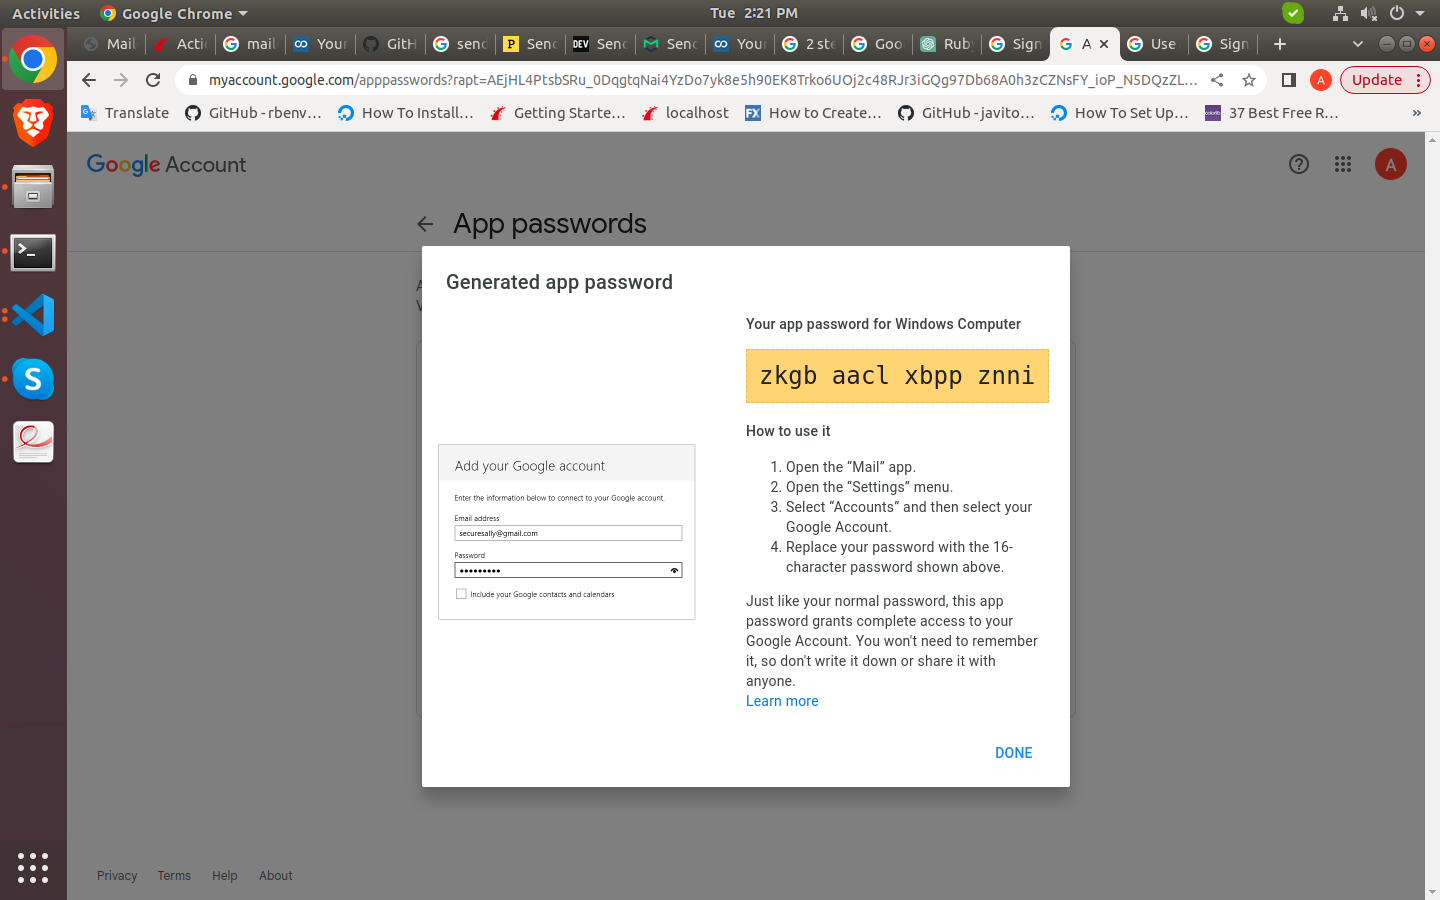 Activities
Google Chrome
Tue 2:21 PM
Mail
Actic
mail
Your
GitH
senc
Senc
Senc
Senc
Your
2 ste
Goo
Ruby
Sign
A
Use
Sign
myaccount.google.com/apppasswords?rapt=
Update
Translate
GitHub - rbenv...
How To Install...
Getting Starte...
localhost
How to Create...
GitHub - javito...
How To Set Up...
37 Best Free R...
»
Google Account
A
App passwords
Generated app password
Your app password for Windows Computer
zkgb aacl xbpp znni
How to use it
1. Open the “Mail” app.
2. Open the “Settings” menu.
3. Select “Accounts” and then select your
Google Account.
4. Replace your password with the 16-
character password shown above.
Just like your normal password, this app
password grants complete access to your
Google Account. You won't need to remember
it, so don't write it down or share it with
anyone.
Learn more
DONE
Add your Google account
Enter the information below to connect to your Google account.
Email address
securesally@gmail.com
Password
Include your Google contacts and calendars
Privacy
Terms
Help
About